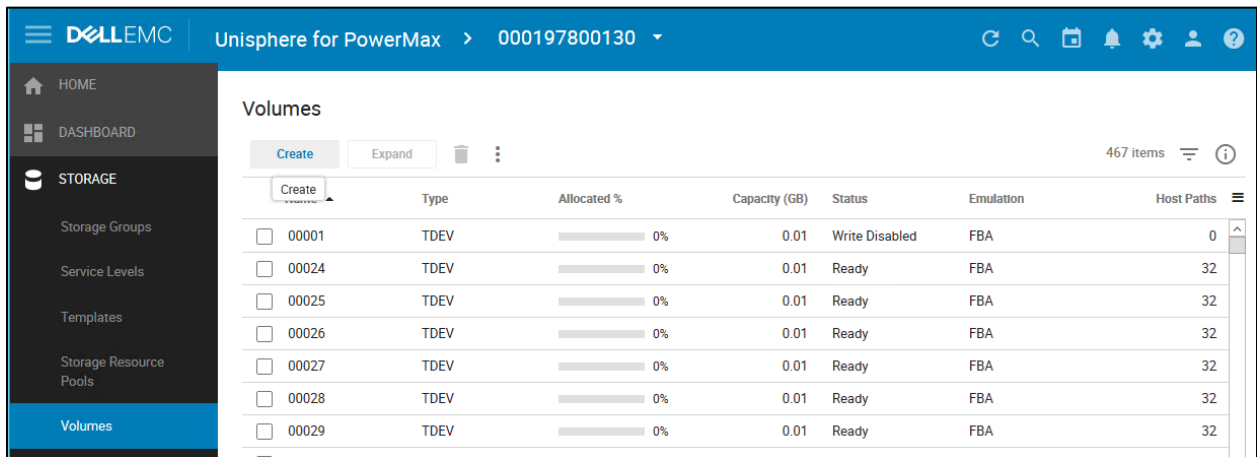 DELLEMC Unisphere for PowerMax > 000197800130
HOME
DASHBOARD
STORAGE
Storage Groups
Service Levels
Templates
Storage Resource
Pools
Volumes
Volumes
Create Expand 467 items
Create
Name Type Allocated % Capacity (GB) Status Emulation Host Paths
00001 TDEV 0% 0.01 Write Disabled FBA 0
00024 TDEV 0% 0.01 Ready FBA 32
00025 TDEV 0% 0.01 Ready FBA 32
00026 TDEV 0% 0.01 Ready FBA 32
00027 TDEV 0% 0.01 Ready FBA 32
00028 TDEV 0% 0.01 Ready FBA 32
00029 TDEV 0% 0.01 Ready FBA 32